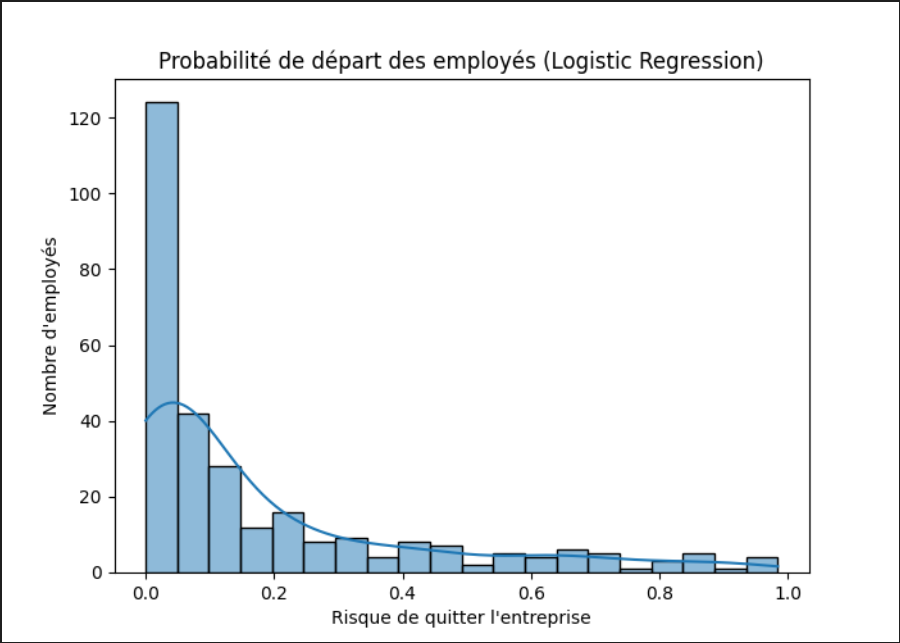 Probabilité de départ des employés (Logistic Regression)
120
100
80
60
40
20
0
Nombre d'employés
0.0 0.2 0.4 0.6 0.8 1.0
Risque de quitter l'entreprise